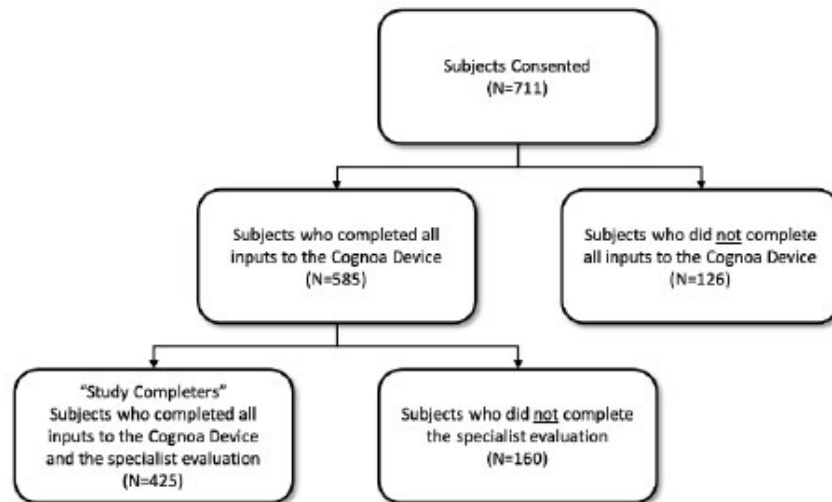 Subjects Consented
(N=711)
Subjects who completed all
inputs to the Cognoa Device
(N=585)
Subjects who did not complete
all inputs to the Cognoa Device
(N=126)
"Study Completers"
Subjects who completed all
inputs to the Cognoa Device
and the specialist evaluation
(N=425)
Subjects who did not complete
the specialist evaluation
(N=160)